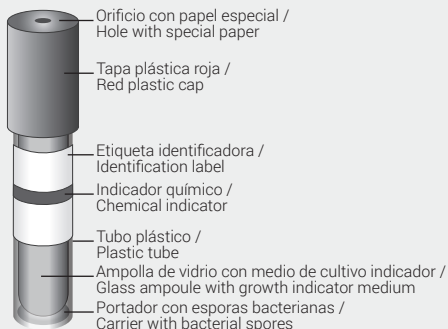 Orificio con papel especial /
Hole with special paper
Tapa plástica roja /
Red plastic cap
Etiqueta identificadora /
Identification label
Indicador químico /
Chemical indicator
Tubo plástico /
Plastic tube
Ampolla de vidrio con medio de cultivo indicador /
Glass ampoule with growth indicator medium
Portador con esporas bacterianas /
Carrier with bacterial spores